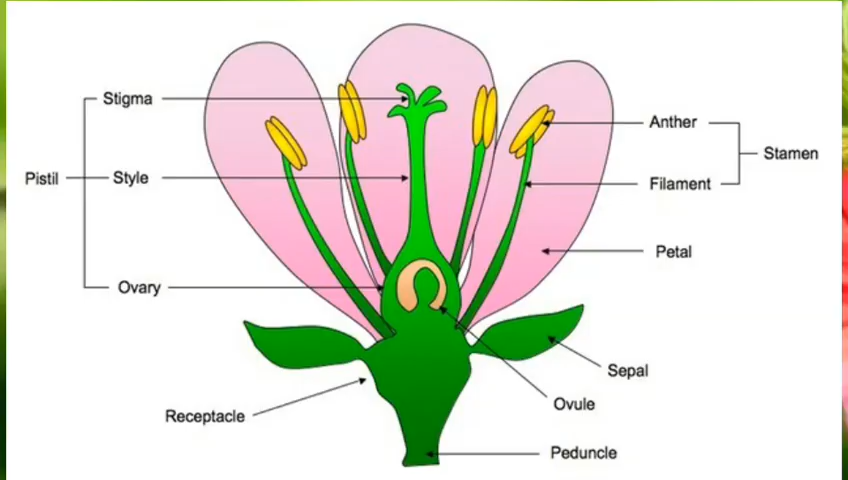 Stigma
Anther
Stamen
Pistil
Style
Filament
Petal
Ovary
Sepal
Ovule
Receptacle
Peduncle